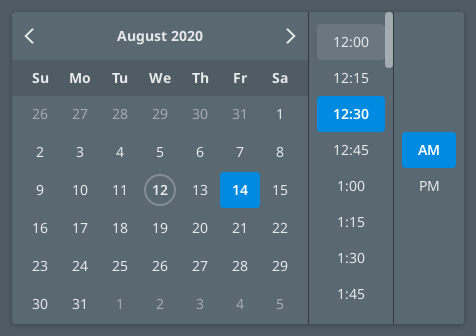 August 2020
Su Mo Tu We Th Fr Sa
26 27 28 29 30 31 1
2 3 4 5 6 7 8
9 10 11 12 13 14 15
16 17 18 19 20 21 22
23 24 25 26 27 28 29
30 31 1 2 3 4 5
12:00
12:15
12:30
12:45
1:00
1:15
1:30
1:45
AM
PM